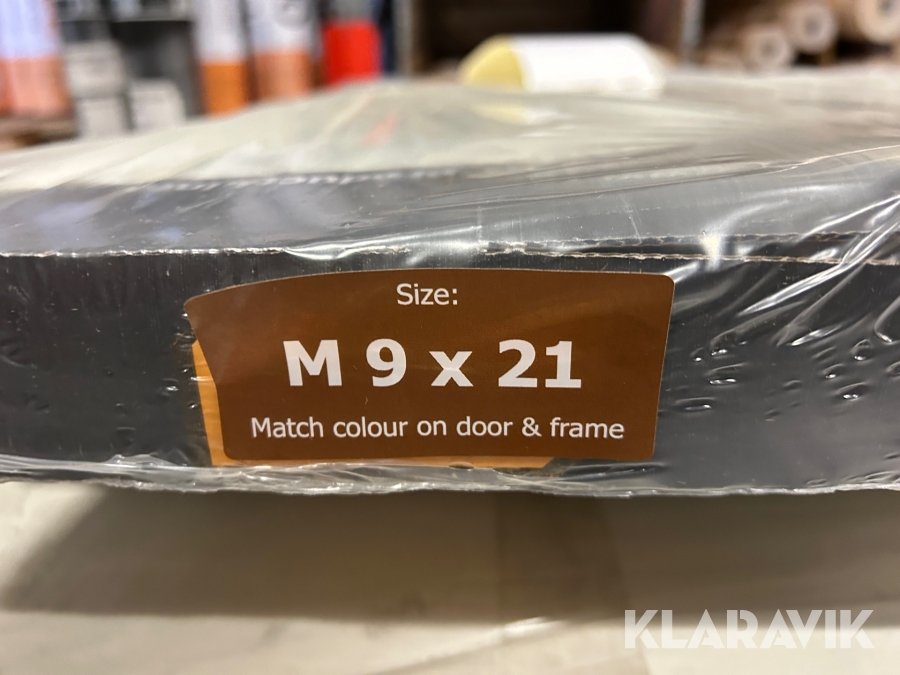 Size:
M 9 x 21
Match colour on door & frame
KLARAVIK